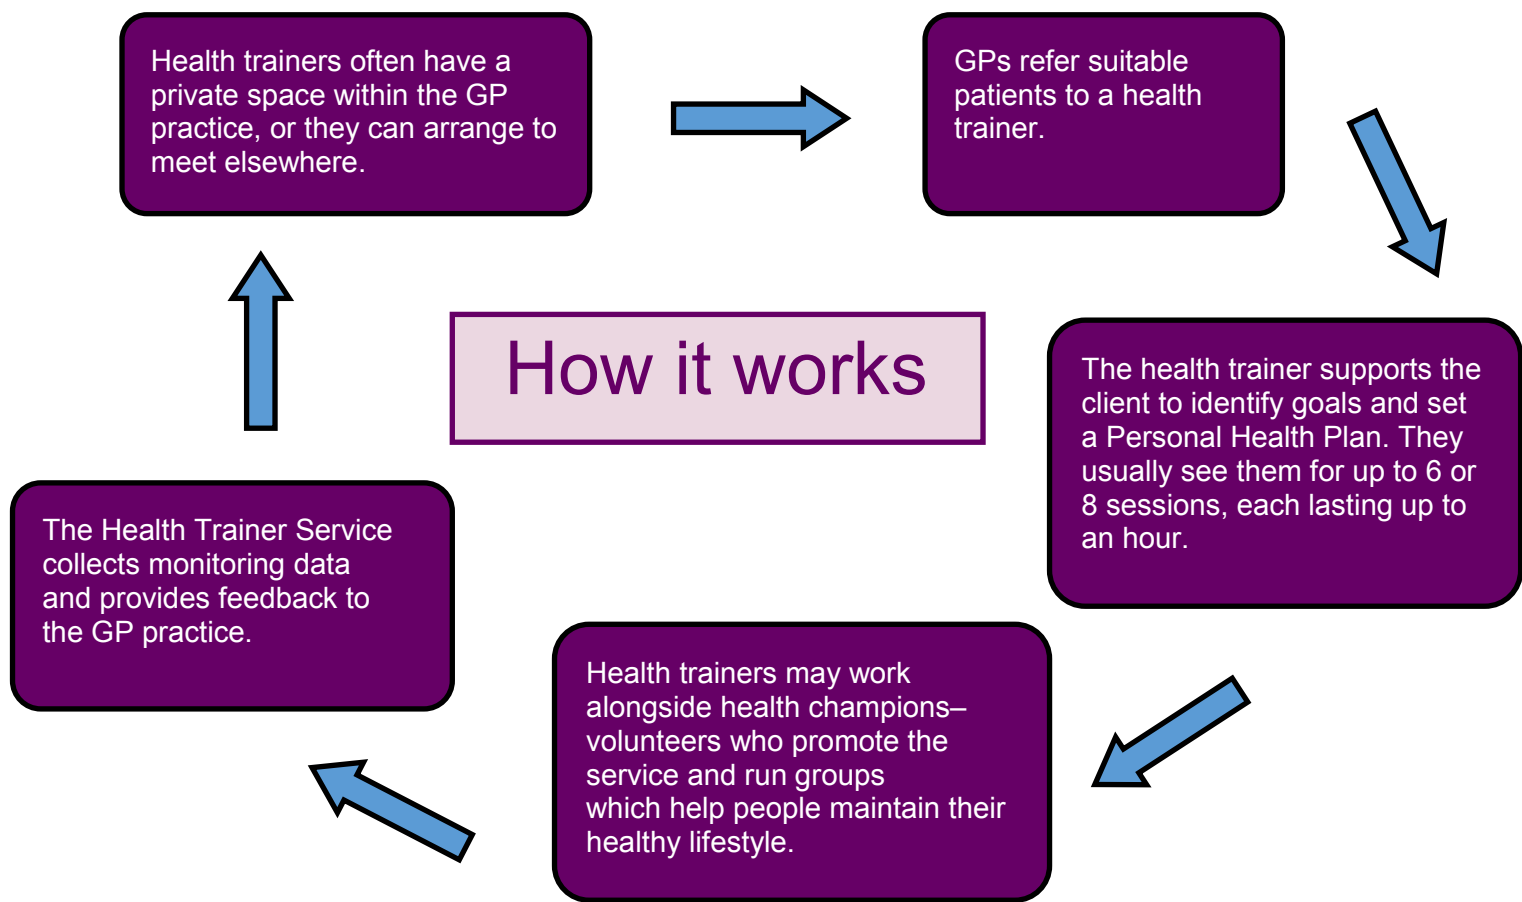 Health trainers often have a
private space within the GP
practice, or they can arrange to
meet elsewhere.
GPs refer suitable
patients to a health
trainer.
How it works
The health trainer supports the
client to identify goals and set
a Personal Health Plan. They
usually see them for up to 6 or
8 sessions, each lasting up to
an hour.
Health trainers may work
alongside health champions–
volunteers who promote the
service and run groups
which help people maintain their
healthy lifestyle.
The Health Trainer Service
collects monitoring data
and provides feedback to
the GP practice.